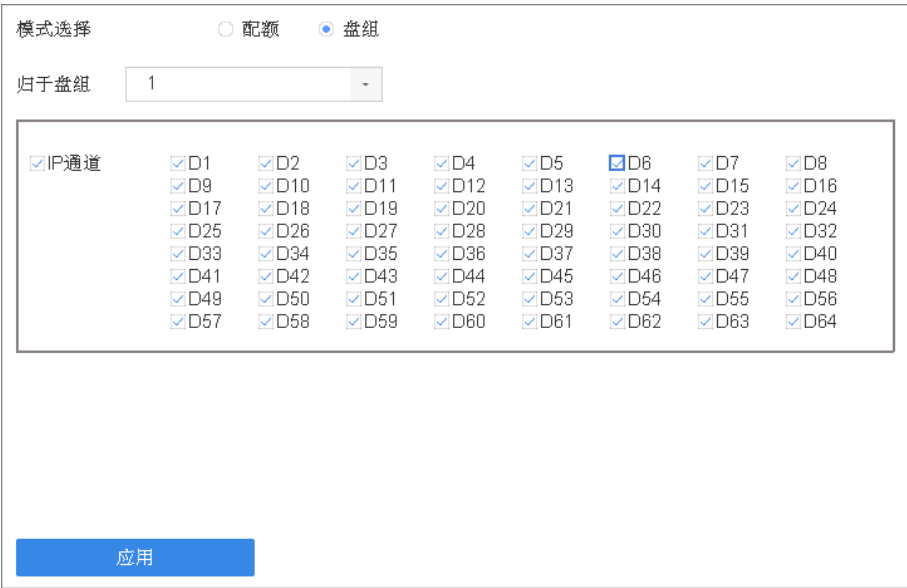 模式选择 配额 盘组
归于盘组 1
IP通道 D1 D2 D3 D4 D5 D6 D7 D8
D9 D10 D11 D12 D13 D14 D15 D16
D17 D18 D19 D20 D21 D22 D23 D24
D25 D26 D27 D28 D29 D30 D31 D32
D33 D34 D35 D36 D37 D38 D39 D40
D41 D42 D43 D44 D45 D46 D47 D48
D49 D50 D51 D52 D53 D54 D55 D56
D57 D58 D59 D60 D61 D62 D63 D64
应用